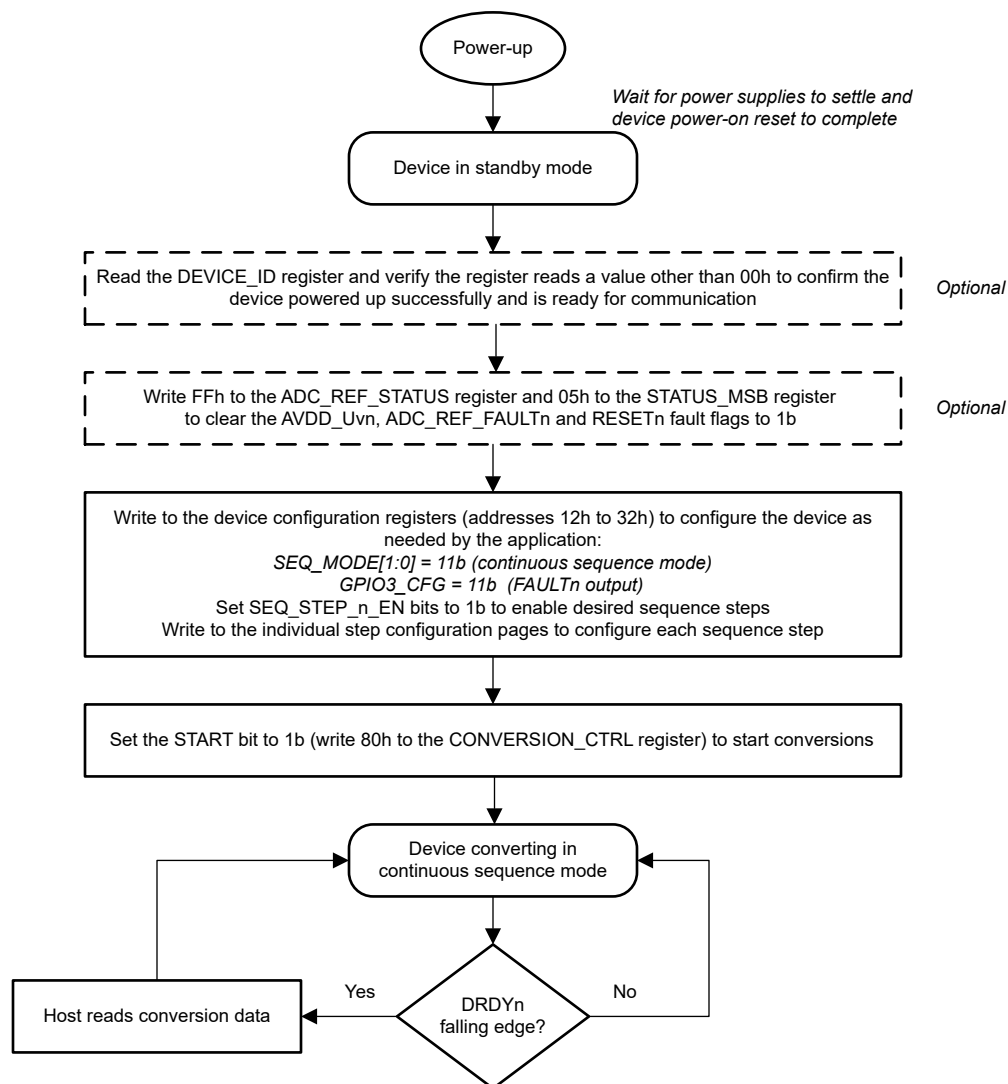 Power-up
Wait for power supplies to settle and
device power-on reset to complete
Device in standby mode
Read the DEVICE_ID register and verify the register reads a value other than 00h to confirm the
device powered up successfully and is ready for communication
Optional
Write FFh to the ADC_REF_STATUS register and 05h to the STATUS_MSB register
to clear the AVDD_Uvn, ADC_REF_FAULTn and RESETn fault flags to 1b
Optional
Write to the device configuration registers (addresses 12h to 32h) to configure the device as
needed by the application:
SEQ_MODE[1:0] = 11b (continuous sequence mode)
GPIO3_CFG = 11b  (FAULTn output)
Set SEQ_STEP_n_EN bits to 1b to enable desired sequence steps
Write to the individual step configuration pages to configure each sequence step
Set the START bit to 1b (write 80h to the CONVERSION_CTRL register) to start conversions
Device converting in
continuous sequence mode
Yes
No
DRDYn
falling edge?
Host reads conversion data